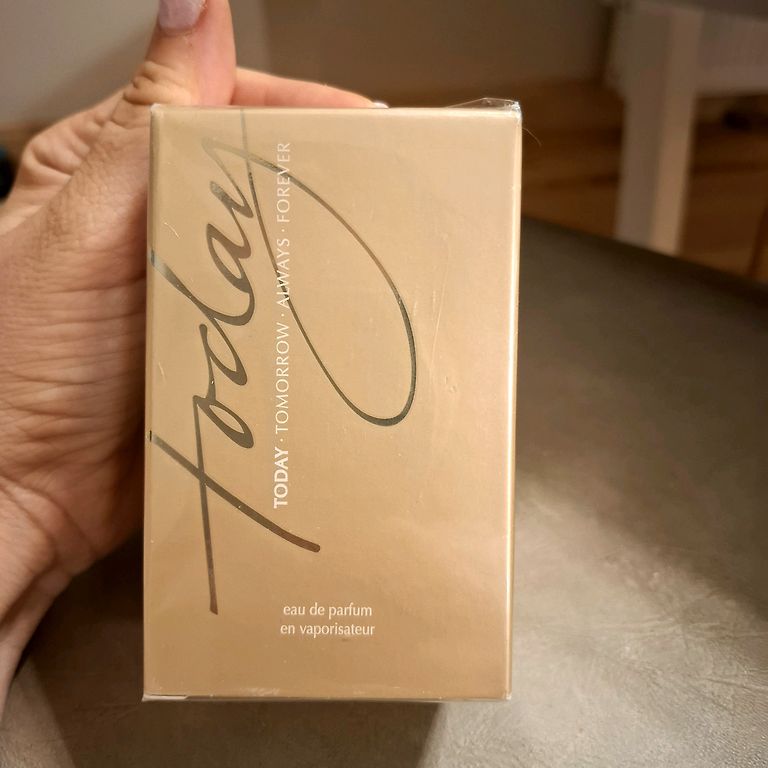 today
TODAY · TOMORROW · ALWAYS · FOREVER
eau de parfum
en vaporisateur